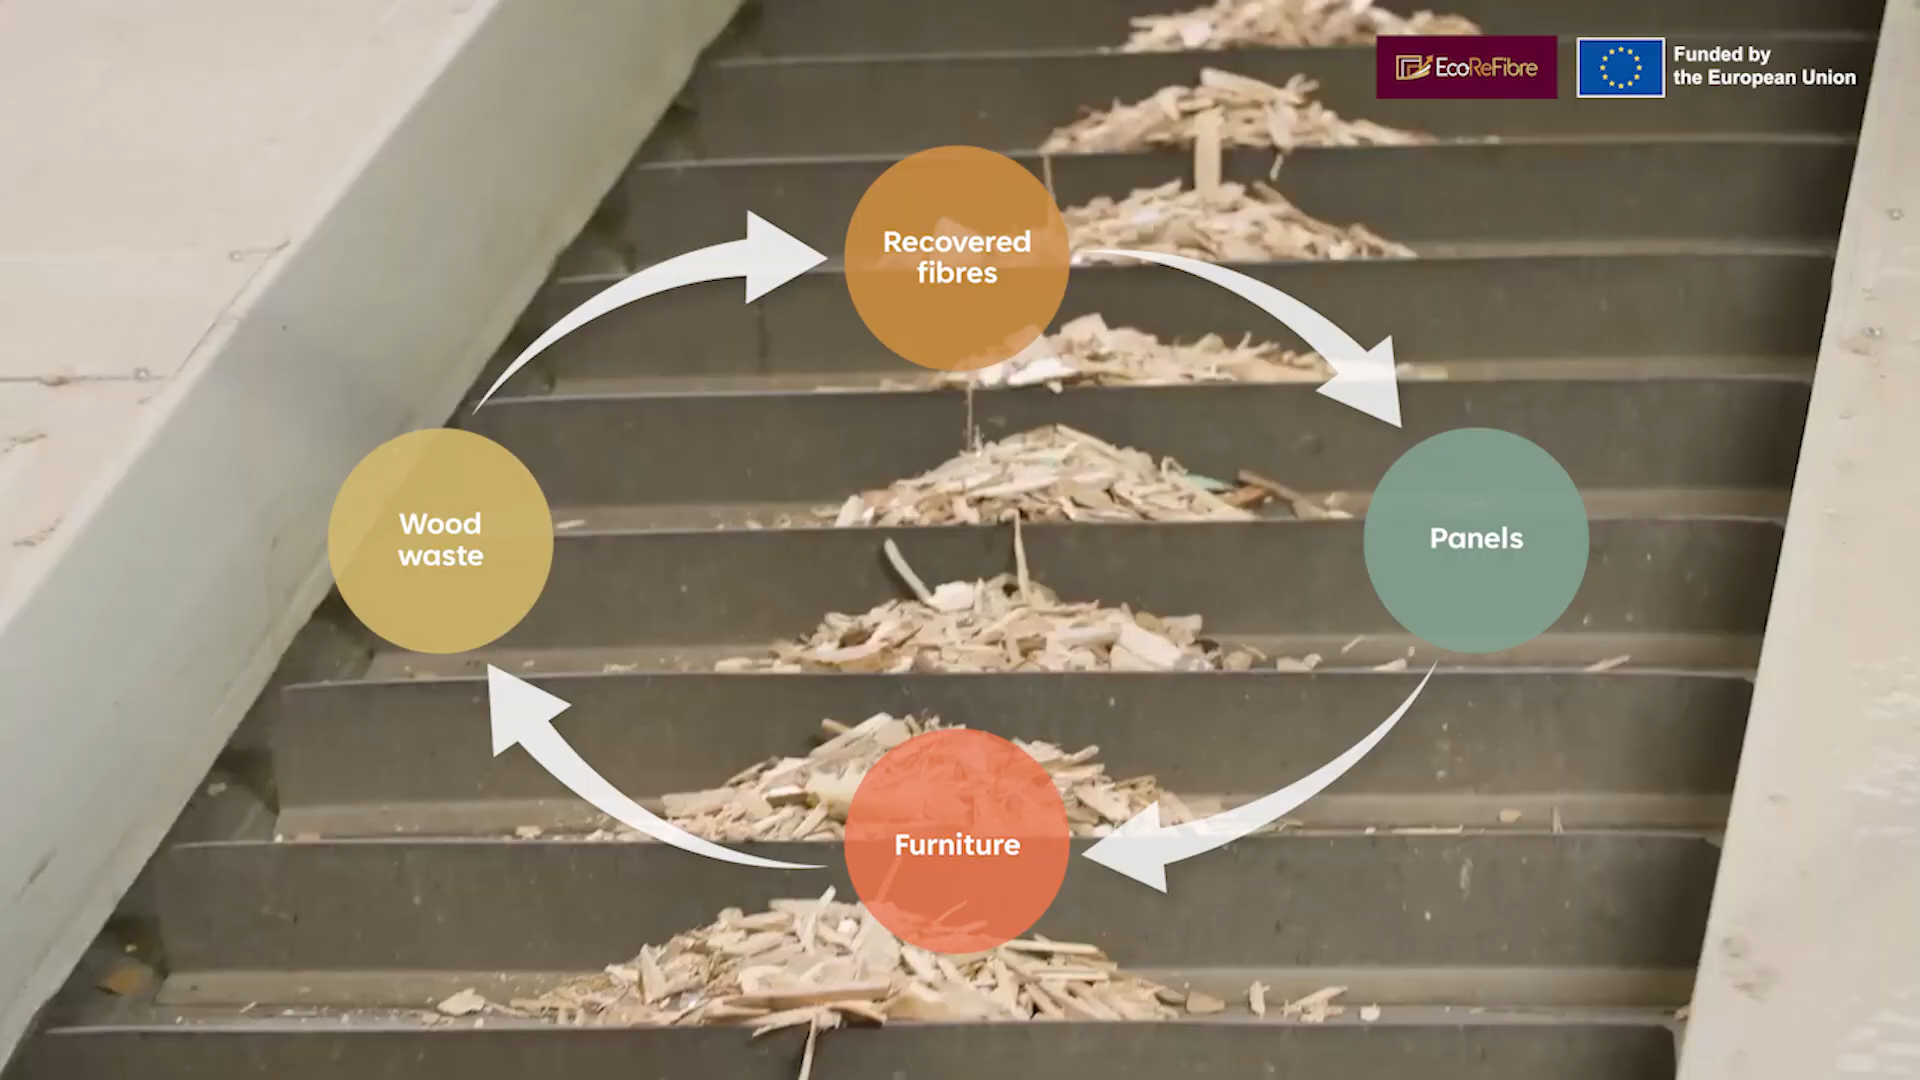 EcoReFibre
Funded by
the European Union
Recovered
fibres
Wood
waste
Panels
Furniture